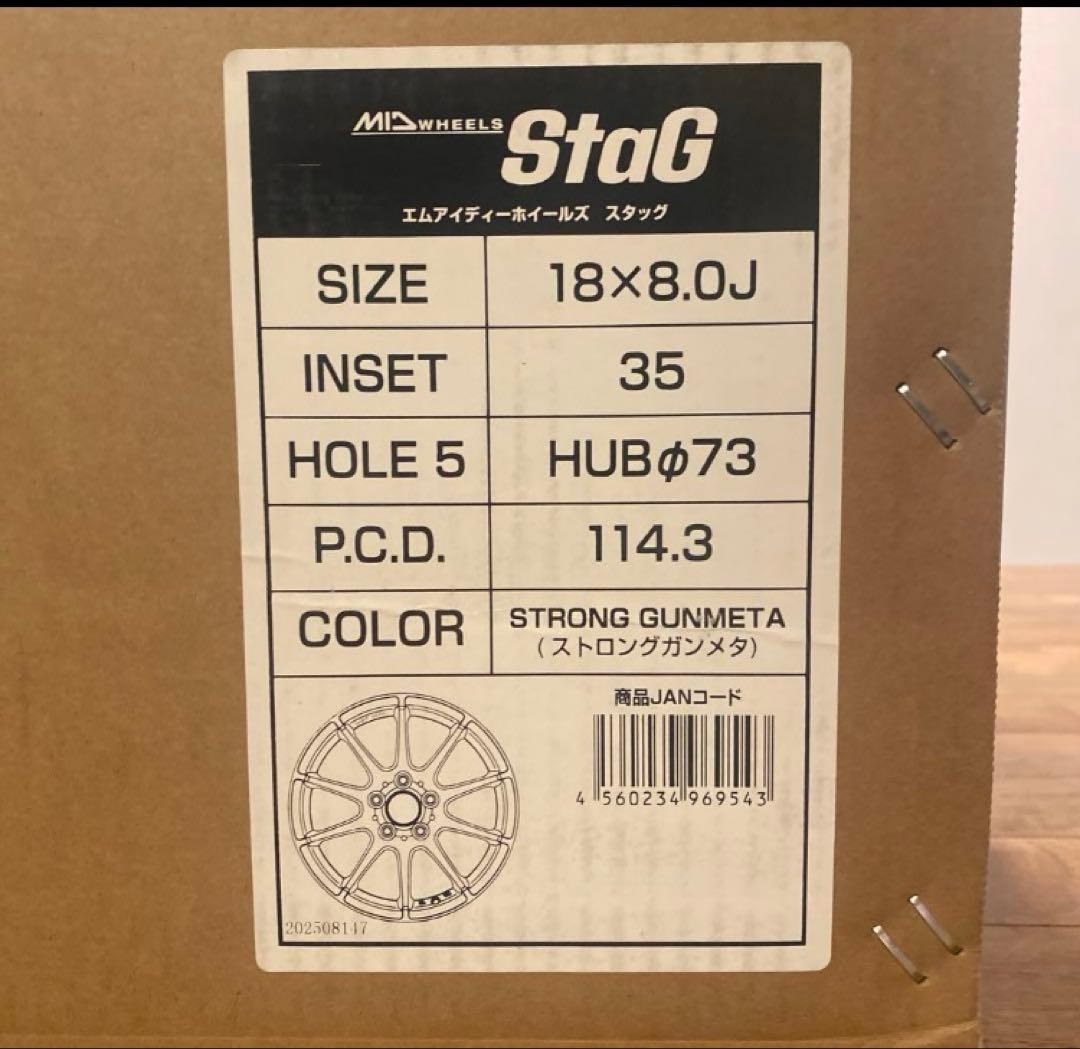 MID WHEELS StaG
エムアイディーホイールズ スタッグ
SIZE 18×8.0J
INSET 35
HOLE 5 HUBφ73
P.C.D. 114.3
COLOR STRONG GUNMETA
(ストロングガンメタ)
商品JANコード
4 560234 969543
202508147